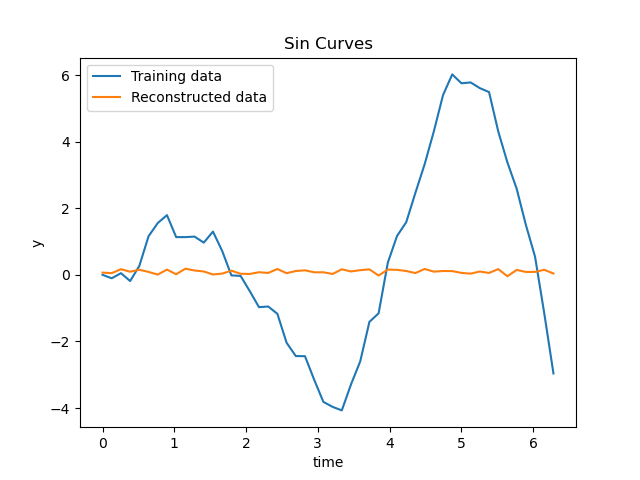 Sin Curves
Training data
Reconstructed data
6
4
2
0
−2
−4
y
0 1 2 3 4 5 6
time